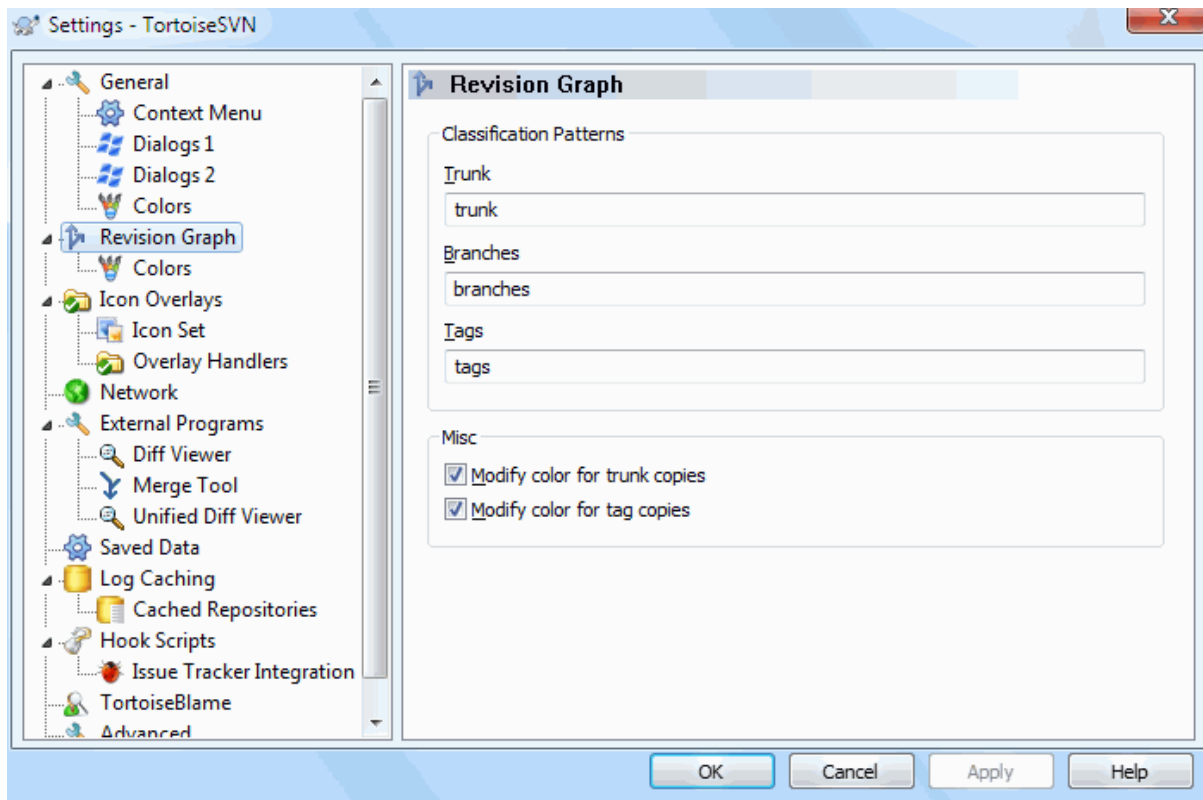 Settings - TortoiseSVN
General
Context Menu
Dialogs 1
Dialogs 2
Colors
Revision Graph
Colors
Icon Overlays
Icon Set
Overlay Handlers
Network
External Programs
Diff Viewer
Merge Tool
Unified Diff Viewer
Saved Data
Log Caching
Cached Repositories
Hook Scripts
Issue Tracker Integration
TortoiseBlame
Advanced
Revision Graph
Classification Patterns
Trunk
trunk
Branches
branches
Tags
tags
Misc
Modify color for trunk copies
Modify color for tag copies
OK Cancel Apply Help